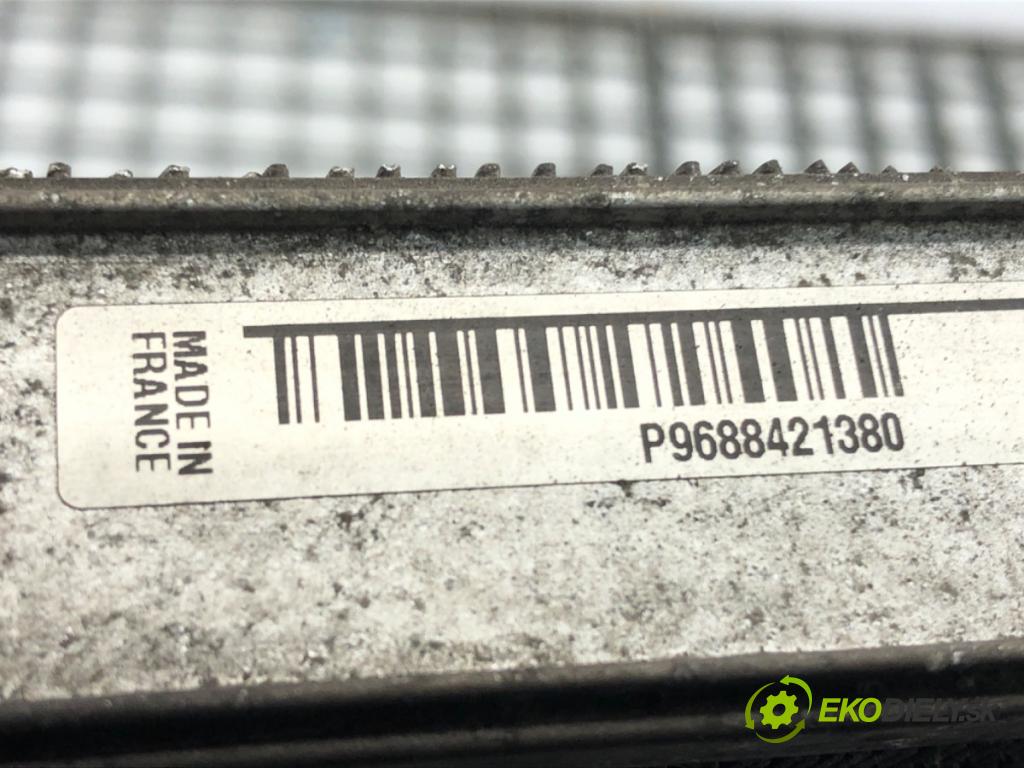 MADE IN
FRANCE
P9688421380
EKODIELY.SK